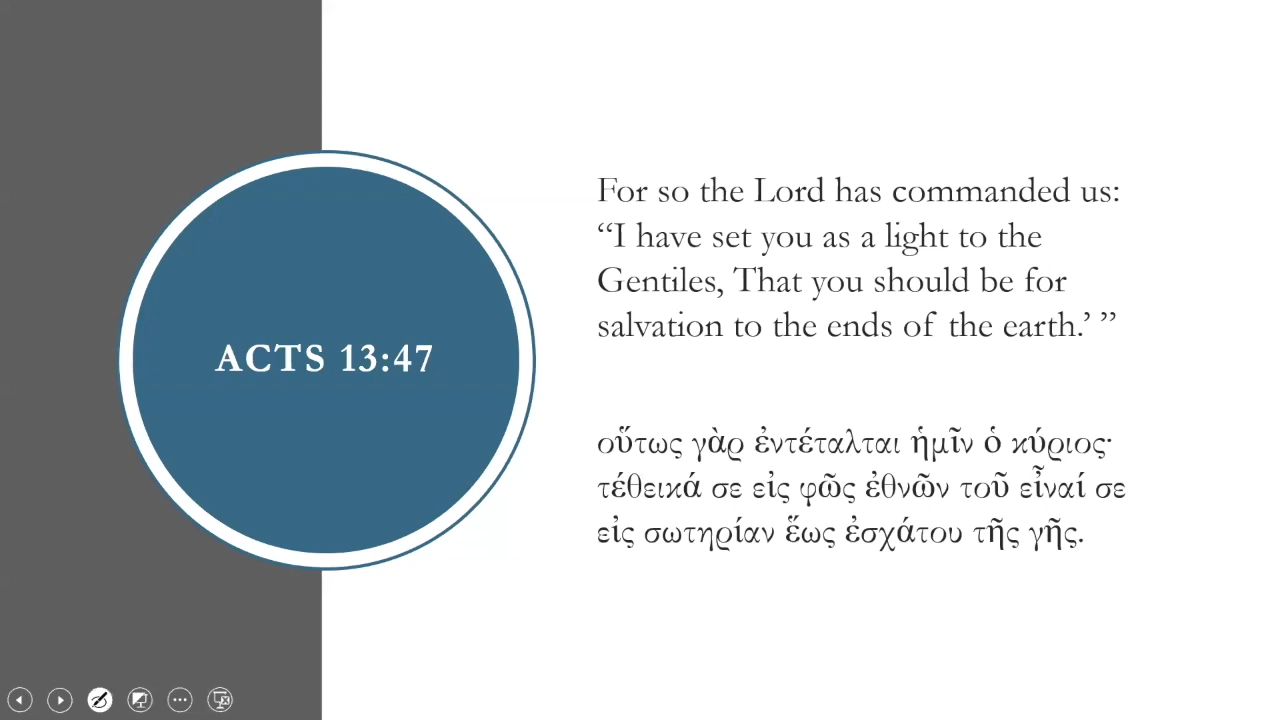 ACTS 13:47
For so the Lord has commanded us:
“I have set you as a light to the
Gentiles, That you should be for
salvation to the ends of the earth.’ ”
οὕτως γὰρ ἐντέταλται ἡμῖν ὁ κύριος·
τέθεικά σε εἰς φῶς ἐθνῶν τοῦ εἶναί σε
εἰς σωτηρίαν ἕως ἐσχάτου τῆς γῆς.